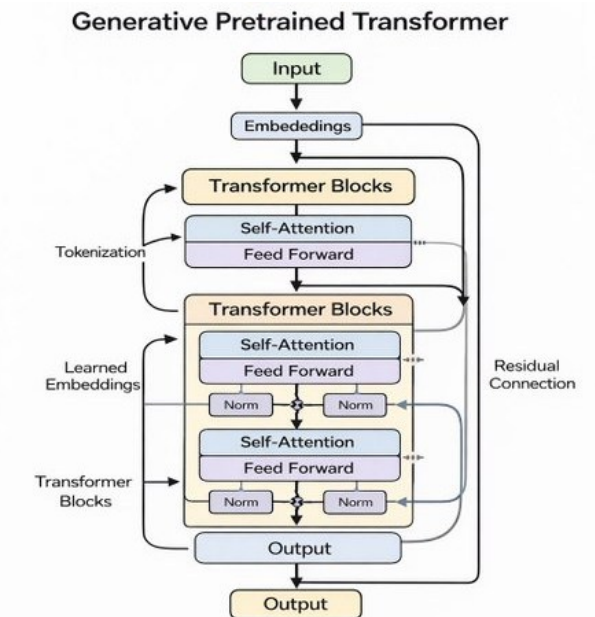 Generative Pretrained Transformer
Input
Embededings
Transformer Blocks
Self-Attention
Feed Forward
Tokenization
Transformer Blocks
Self-Attention
Feed Forward
Learned
Embeddings
Norm
Norm
Residual
Connection
Self-Attention
Feed Forward
Transformer
Blocks
Norm
Norm
Output
Output